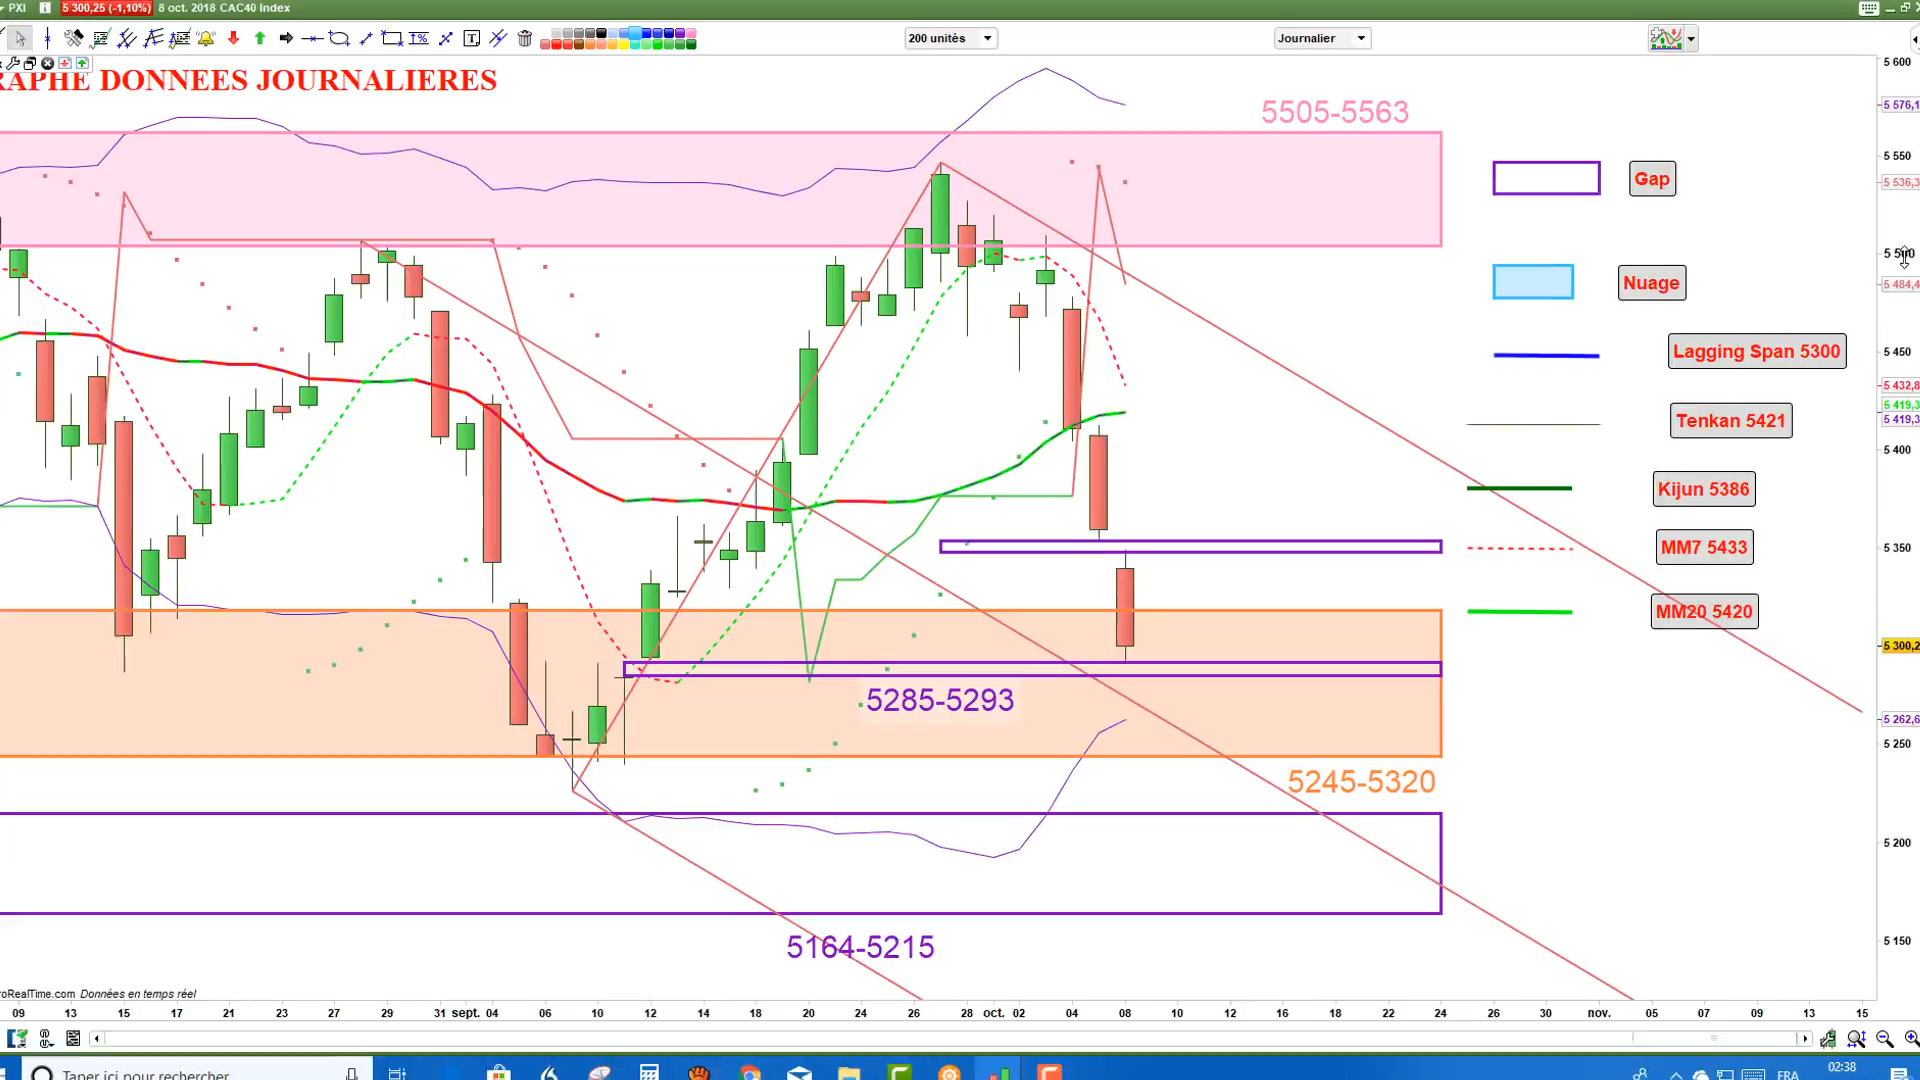 PXI 5 300,25 (-1,10%) 8 oct. 2018 CAC40 Index
200 unités
Journalier
RAPHE DONNEES JOURNALIERES
5505-5563
5 600
5 576,1
5 550
5 536,3
5 500
5 484,4
5 450
5 432,8
5 419,3
5 419,3
5 400
5 350
5 300,2
5 262,6
5 250
5 200
5 150
Gap
Nuage
Lagging Span 5300
Tenkan 5421
Kijun 5386
MM7 5433
MM20 5420
5285-5293
5245-5320
5164-5215
oRealTime.com Données en temps réel
09 13 15 17 21 23 27 29 31 sept. 04 06 10 12 14 18 20 24 26 28 oct. 02 04 08 10 12 16 18 22 24 26 30 nov. 05 07 09 13 15
Taper ici pour rechercher
FRA
02:38